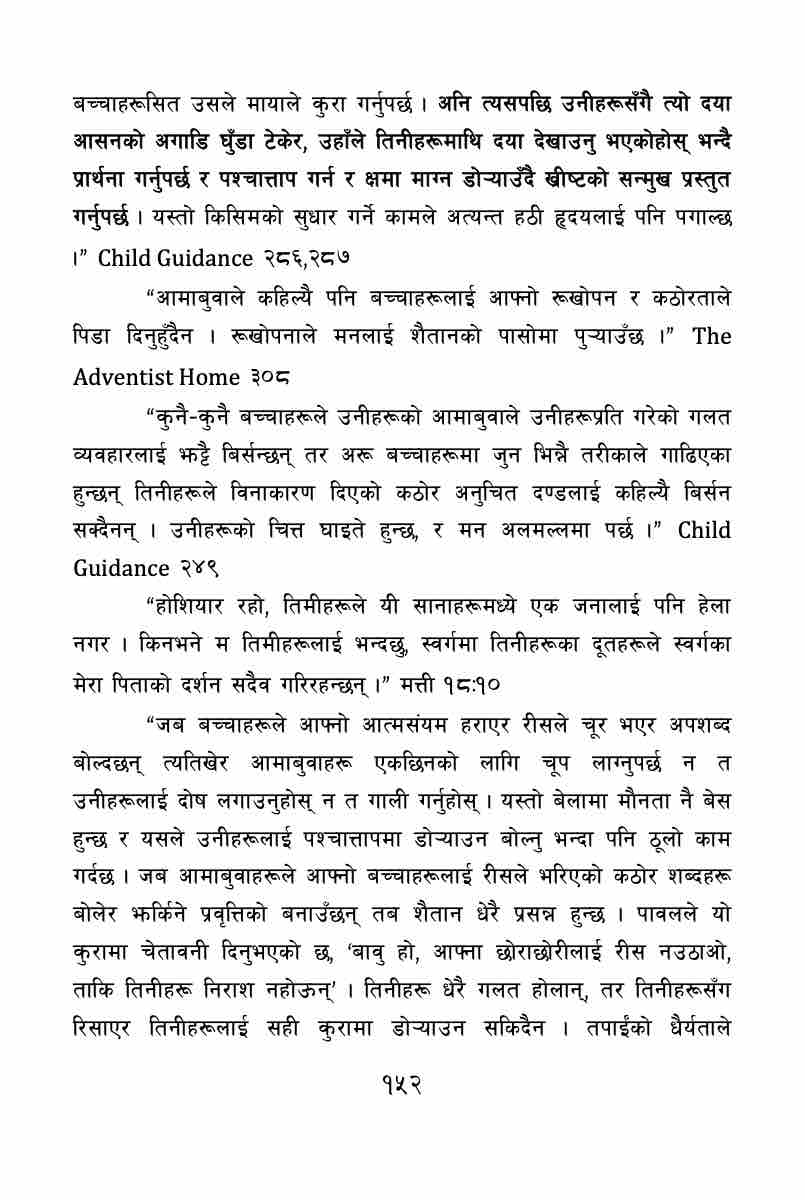 बच्चाहरूसित उसले मायाले कुरा गर्नुपर्छ । अनि त्यसपछि उनीहरूसँगै त्यो दया
आसनको अगाडि घुँडा टेकेर, उहाँले तिनीहरूमाथि दया देखाउनु भएकोहोस् भन्दै
प्रार्थना गर्नुपर्छ र पश्चात्ताप गर्न र क्षमा माग्न डोऱ्याउँदै ख्रीष्टको सन्मुख प्रस्तुत
गर्नुपर्छ । यस्तो किसिमको सुधार गर्ने कामले अत्यन्त हठी हृदयलाई पनि पगाल्छ
।” Child Guidance २८६,२८७
“आमाबुवाले कहिल्यै पनि बच्चाहरूलाई आफ्नो रूखोपन र कठोरताले
पिडा दिनुहुँदैन । रूखोपनाले मनलाई शैतानको पासोमा पुऱ्याउँछ ।” The
Adventist Home ३०८
“कुनै-कुनै बच्चाहरूले उनीहरूको आमाबुवाले उनीहरूप्रति गरेको गलत
व्यवहारलाई झट्टै बिर्सन्छन् तर अरू बच्चाहरूमा जुन भिन्नै तरीकाले गाढिएका
हुन्छन् तिनीहरूले विनाकारण दिएको कठोर अनुचित दण्डलाई कहिल्यै बिर्सन
सक्दैनन् । उनीहरूको चित्त घाइते हुन्छ, र मन अलमल्लमा पर्छ ।” Child
Guidance २४९
“होशियार रहो, तिमीहरूले यी सानाहरूमध्ये एक जनालाई पनि हेला
नगर । किनभने म तिमीहरूलाई भन्दछु, स्वर्गमा तिनीहरूका दूतहरूले स्वर्गका
मेरा पिताको दर्शन सदैव गरिरहन्छन् ।” मत्ती १८:१०
“जब बच्चाहरूले आफ्नो आत्मसंयम हराएर रीसले चूर भएर अपशब्द
बोल्दछन् त्यतिखेर आमाबुवाहरू एकछिनको लागि चूप लाग्नुपर्छ न त
उनीहरूलाई दोष लगाउनुहोस् न त गाली गर्नुहोस् । यस्तो बेलामा मौनता नै बेस
हुन्छ र यसले उनीहरूलाई पश्चात्तापमा डोऱ्याउन बोल्नु भन्दा पनि ठूलो काम
गर्दछ । जब आमाबुवाहरूले आफ्नो बच्चाहरूलाई रीसले भरिएको कठोर शब्दहरू
बोलेर झर्किने प्रवृत्तिको बनाउँछन् तब शैतान धेरै प्रसन्न हुन्छ । पावलले यो
कुरामा चेतावनी दिनुभएको छ, ‘बावु हो, आफ्ना छोराछोरीलाई रीस नउठाओ,
ताकि तिनीहरू निराश नहोऊन्’ । तिनीहरू धेरै गलत होलान्, तर तिनीहरूसँग
रिसाएर तिनीहरूलाई सही कुरामा डोऱ्याउन सकिदैन । तपाईंको धैर्यताले
१५२